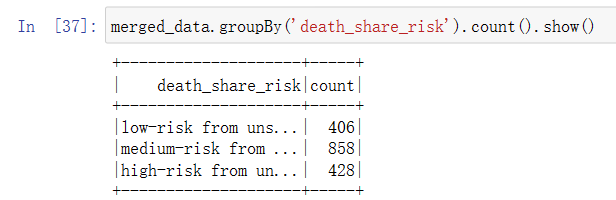 In [37]: merged_data.groupBy('death_share_risk').count().show()
+--------------------+-----+
|    death_share_risk|count|
+--------------------+-----+
|low-risk from uns...|  406|
|medium-risk from ...|  858|
|high-risk from un...|  428|
+--------------------+-----+